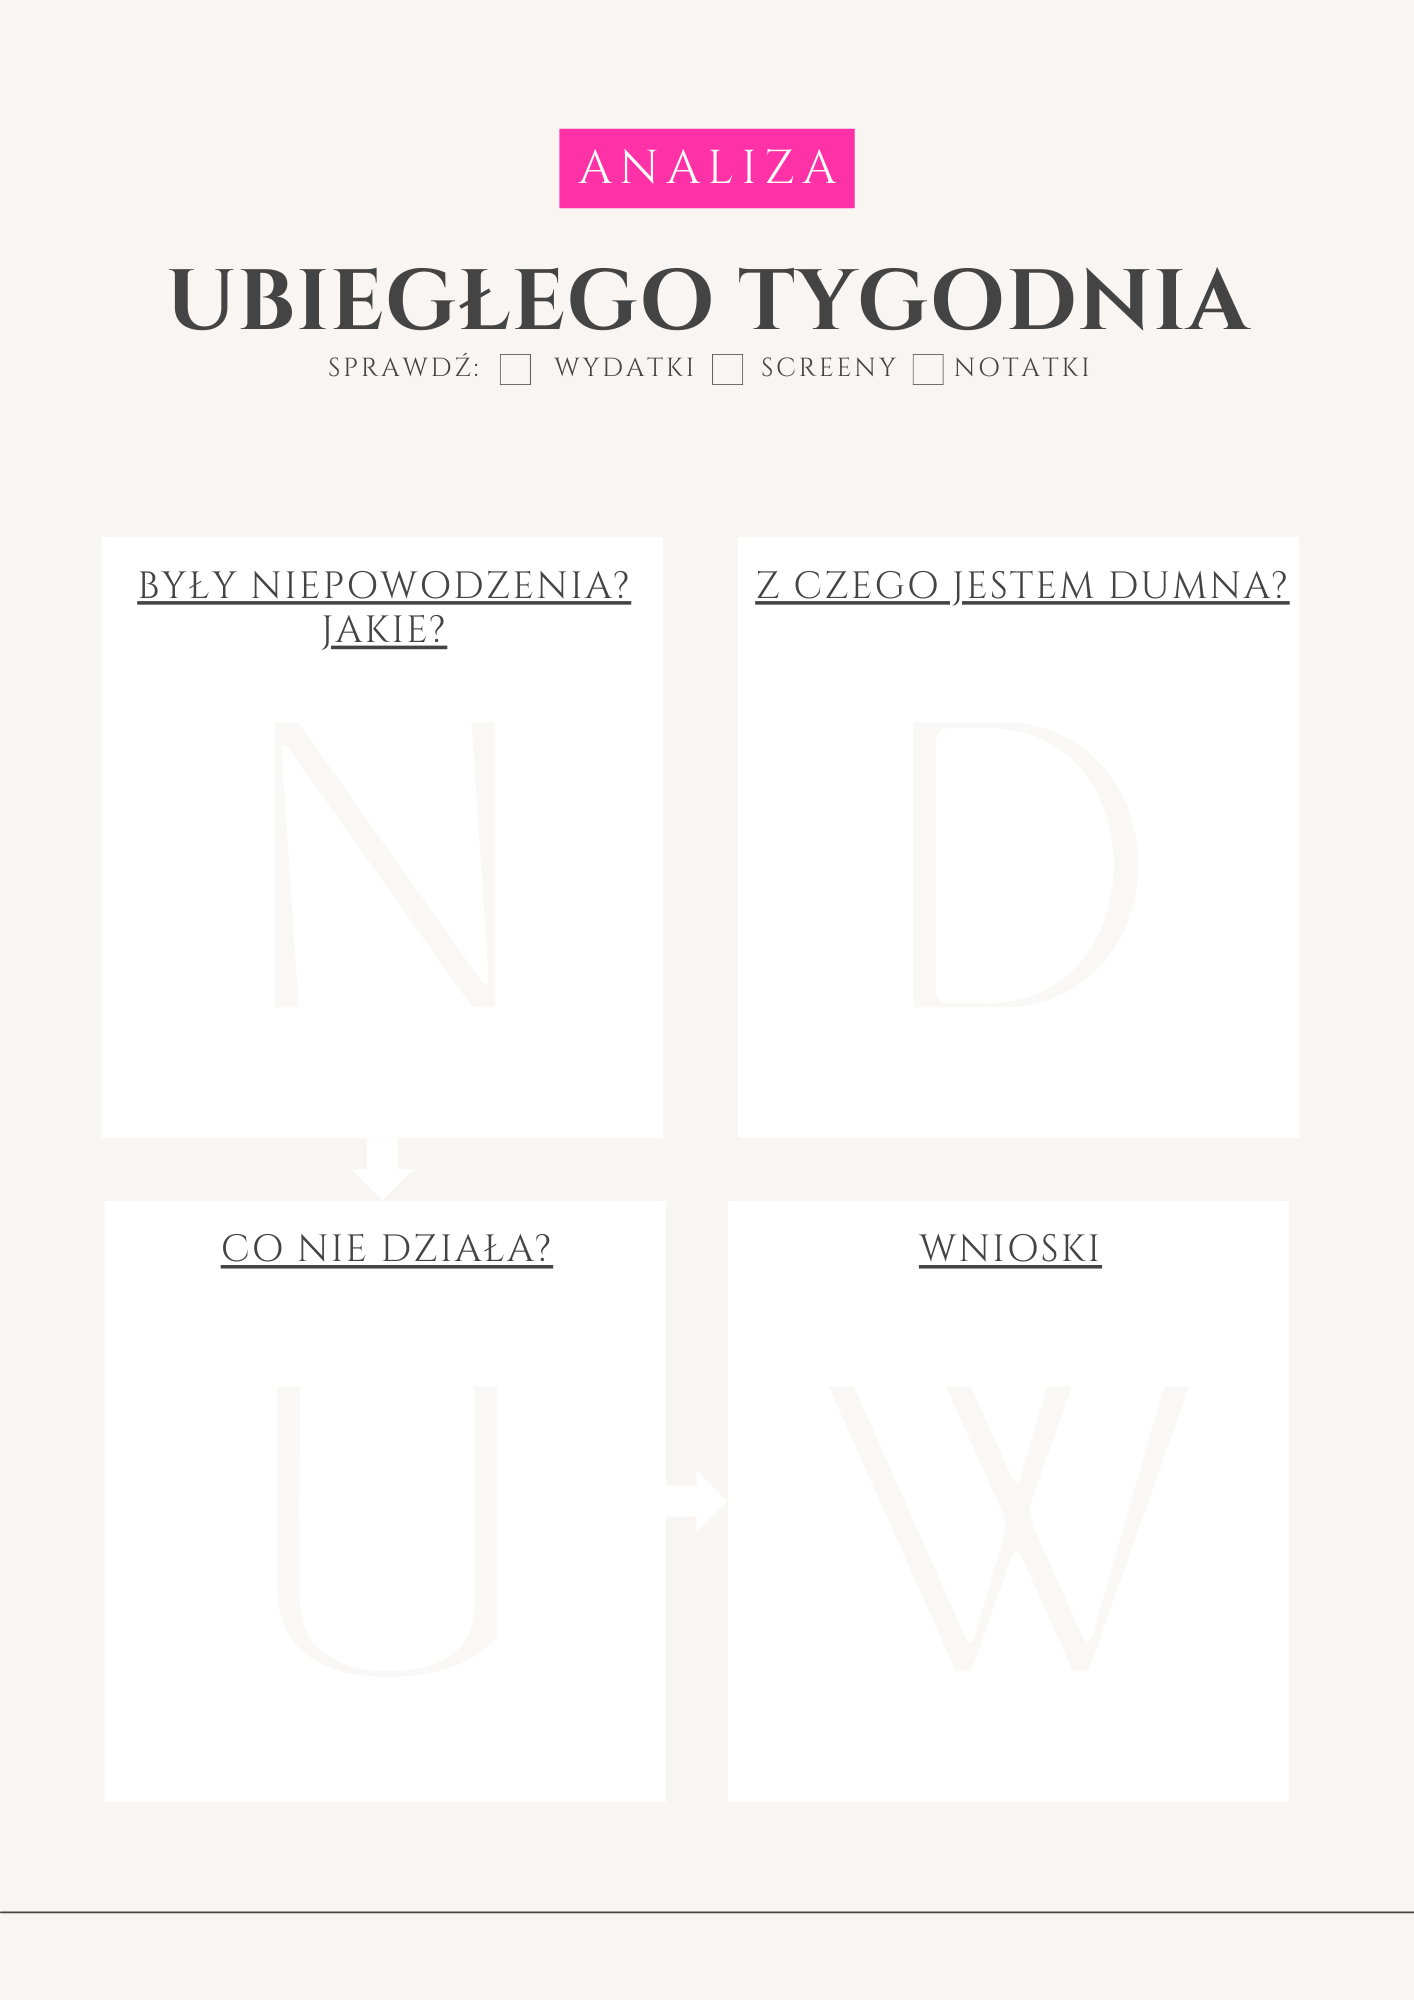 ANALIZA
UBIEGŁEGO TYGODNIA
SPRAWDŹ: WYDATKI SCREENY NOTATKI
BYŁY NIEPOWODZENIA?
JAKIE?
N
Z CZEGO JESTEM DUMNA?
D
CO NIE DZIAŁA?
U
WNIOSKI
W